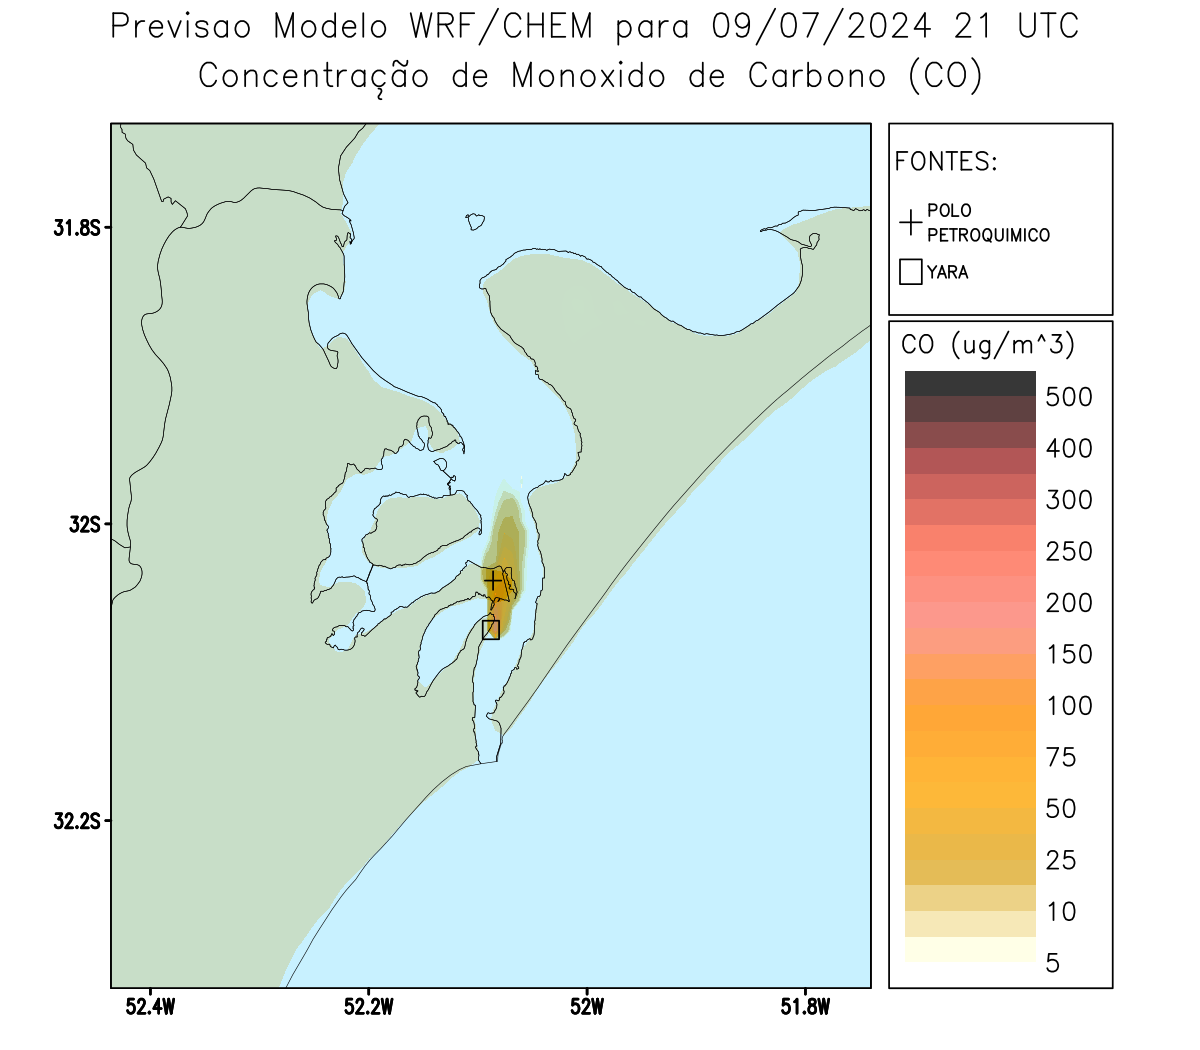 Previsao Modelo WRF/CHEM para 09/07/2024 21 UTC
Concentração de Monoxido de Carbono (CO)
FONTES:
POLO
PETROQUIMICO
YARA
CO (ug/m^3)
500
400
300
250
200
150
100
75
50
25
10
5
31.8S
32S
32.2S
52.4W
52.2W
52W
51.8W